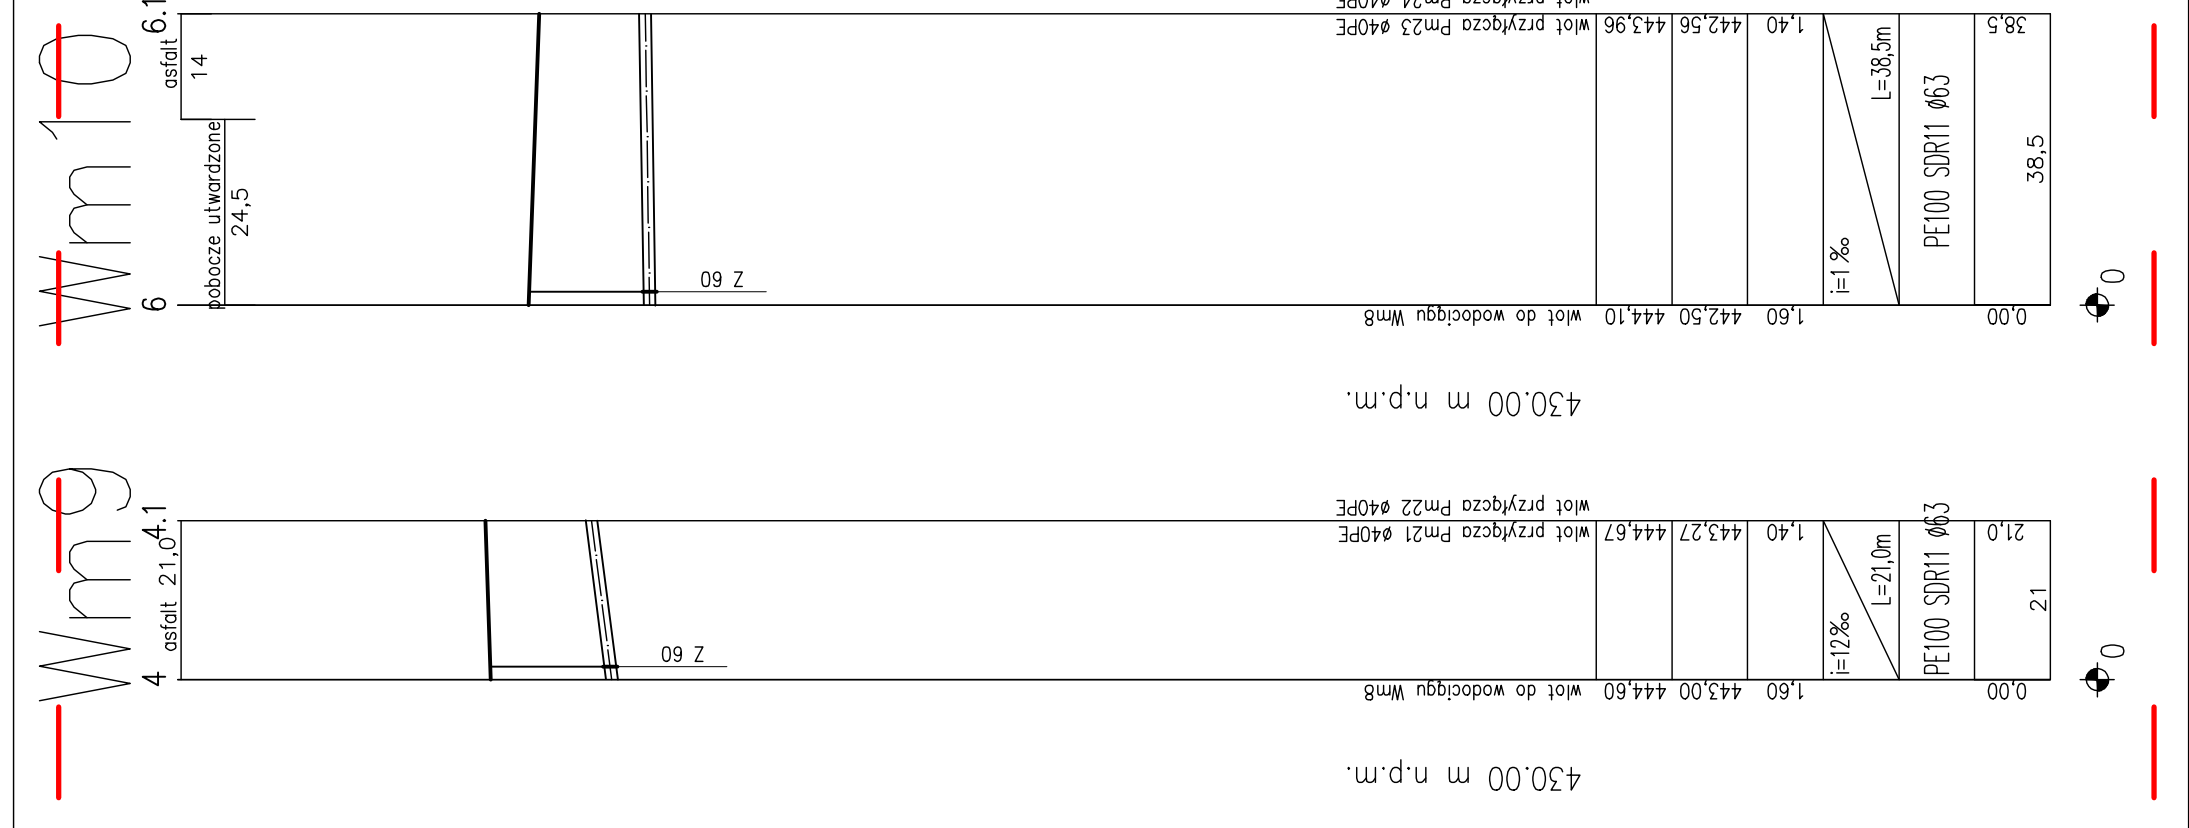 Wm10
6
6.1
pobocze utwardzone
24,5
asfalt
14
Z 60
430.00 m n.p.m.
wlot do wodociągu Wm8
444,10
442,50
1,60
0,00
wlot przyłącza Pm23 ø40PE
wlot przyłącza Pm24 ø40PE
443,96
442,56
1,40
38,5
i=1‰
L=38,5m
PE100 SDR11 ø63
38,5
0
Wm9
4
4.1
asfalt 21,0
Z 60
430.00 m n.p.m.
wlot do wodociągu Wm8
444,60
443,00
1,60
0,00
wlot przyłącza Pm21 ø40PE
wlot przyłącza Pm22 ø40PE
444,67
443,27
1,40
21,0
i=12‰
L=21,0m
PE100 SDR11 ø63
21
0